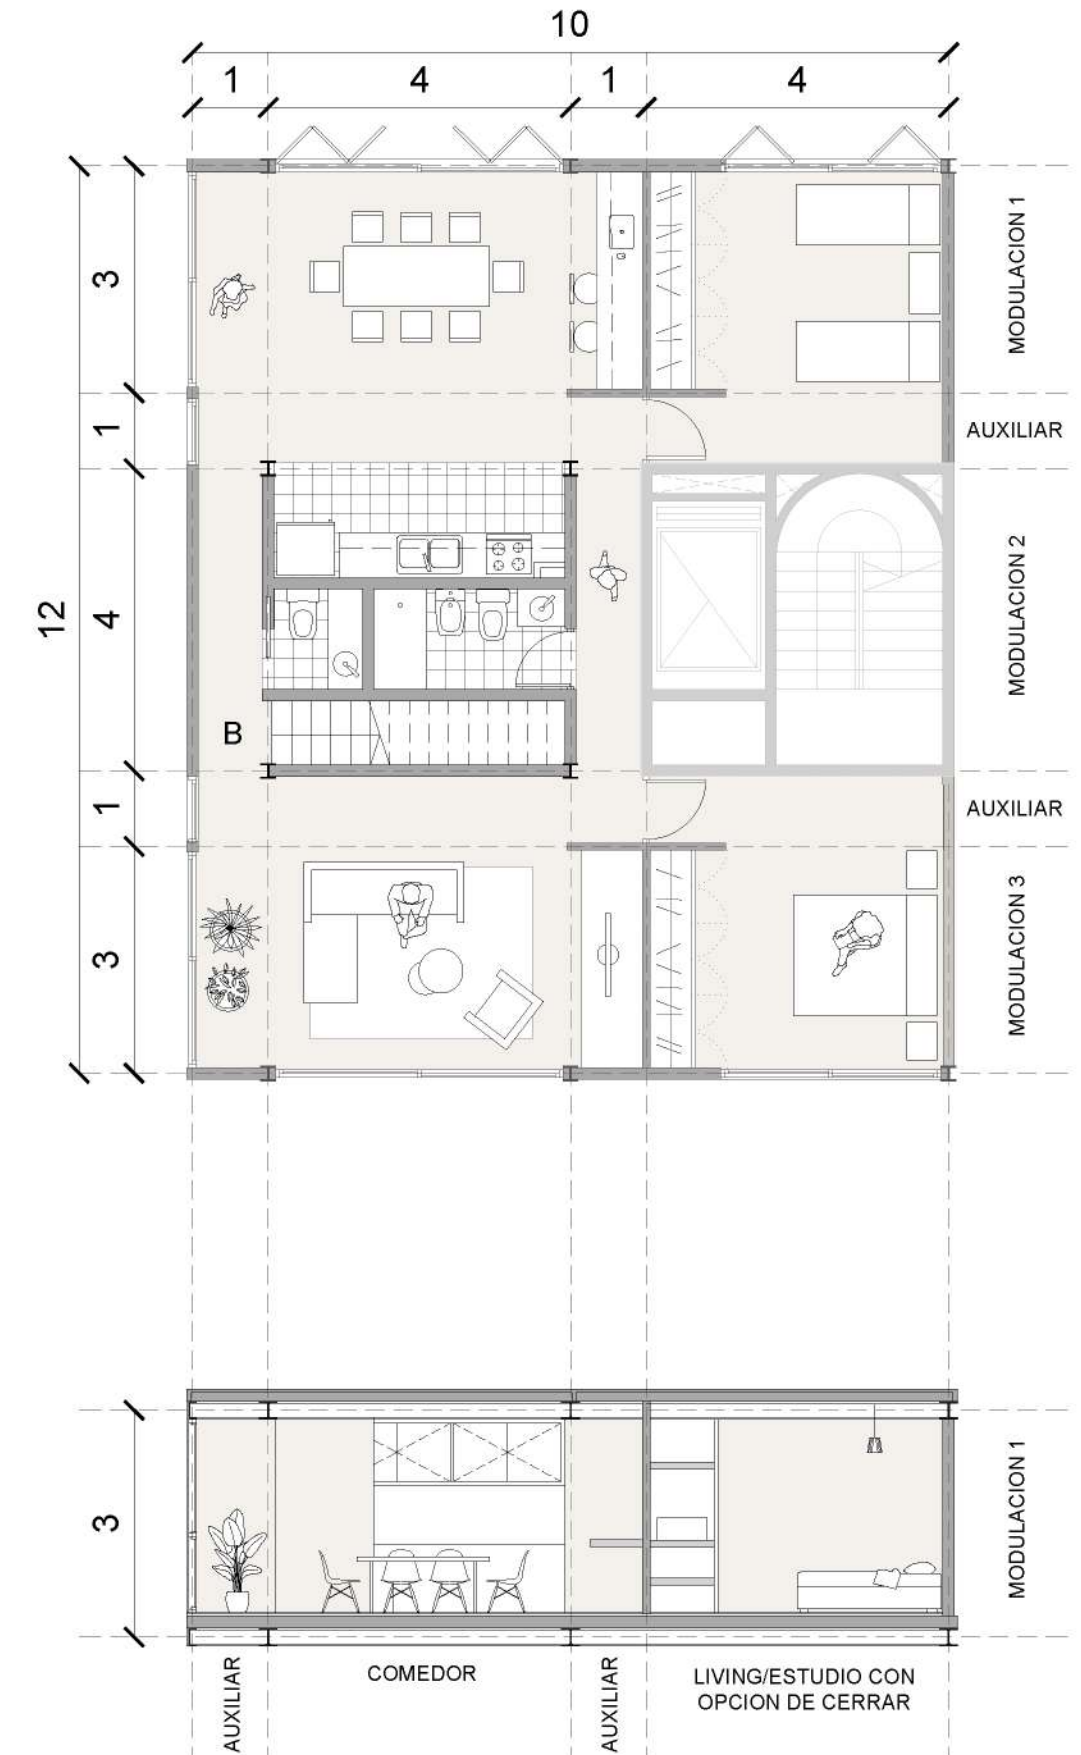 10
1
4
1
4
3
MODULACION 1
1
AUXILIAR
12
4
MODULACION 2
B
1
AUXILIAR
3
MODULACION 3
3
MODULACION 1
AUXILIAR
COMEDOR
AUXILIAR
LIVING/ESTUDIO CON
OPCION DE CERRAR